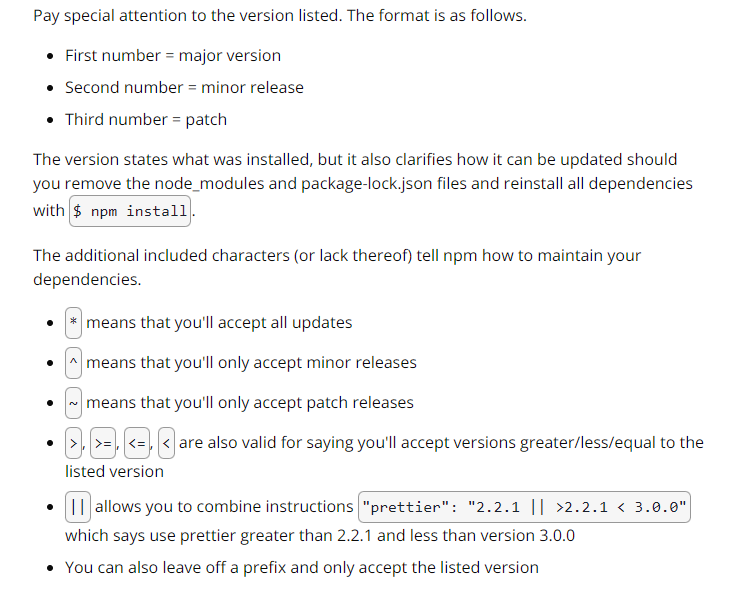 Pay special attention to the version listed. The format is as follows.
• First number = major version
• Second number = minor release
• Third number = patch
The version states what was installed, but it also clarifies how it can be updated should
you remove the node_modules and package-lock.json files and reinstall all dependencies
with $ npm install.
The additional included characters (or lack thereof) tell npm how to maintain your
dependencies.
• * means that you'll accept all updates
• ^ means that you'll only accept minor releases
• ~ means that you'll only accept patch releases
• >, >=, <=, < are also valid for saying you'll accept versions greater/less/equal to the
listed version
• || allows you to combine instructions "prettier": "2.2.1 || >2.2.1 < 3.0.0"
which says use prettier greater than 2.2.1 and less than version 3.0.0
• You can also leave off a prefix and only accept the listed version